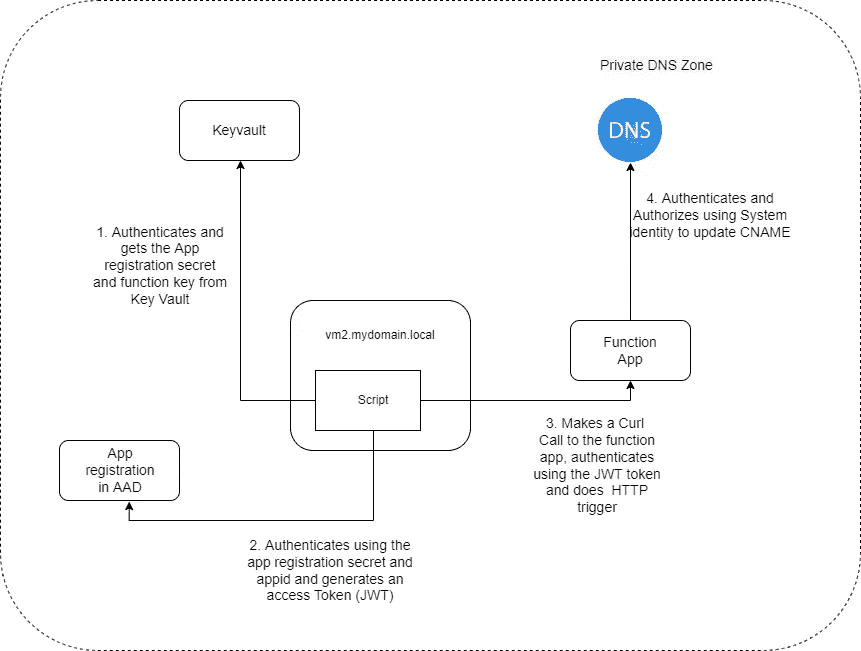 Private DNS Zone
DNS
Keyvault
4. Authenticates and
Authorizes using System
identity to update CNAME
1. Authenticates and
gets the App
registration secret
and function key from
Key Vault
vm2.mydomain.local
Script
Function
App
3. Makes a Curl
Call to the function
app, authenticates
using the JWT token
and does  HTTP
trigger
App
registration
in AAD
2. Authenticates using the
app registration secret and
appid and generates an
access Token (JWT)